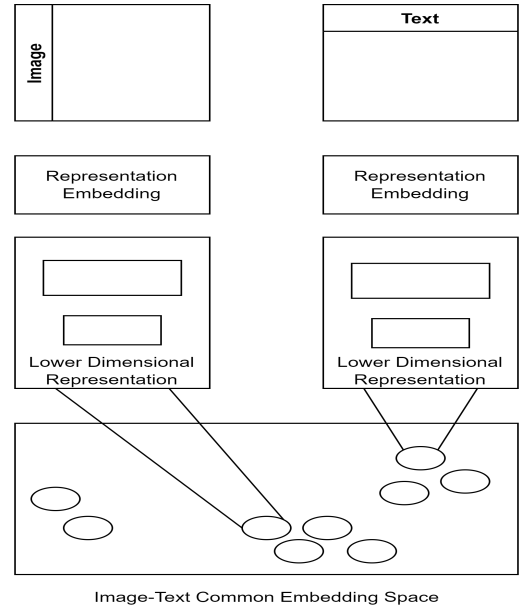 Image
Text
Representation
Embedding
Representation
Embedding
Lower Dimensional
Representation
Lower Dimensional
Representation
Image-Text Common Embedding Space